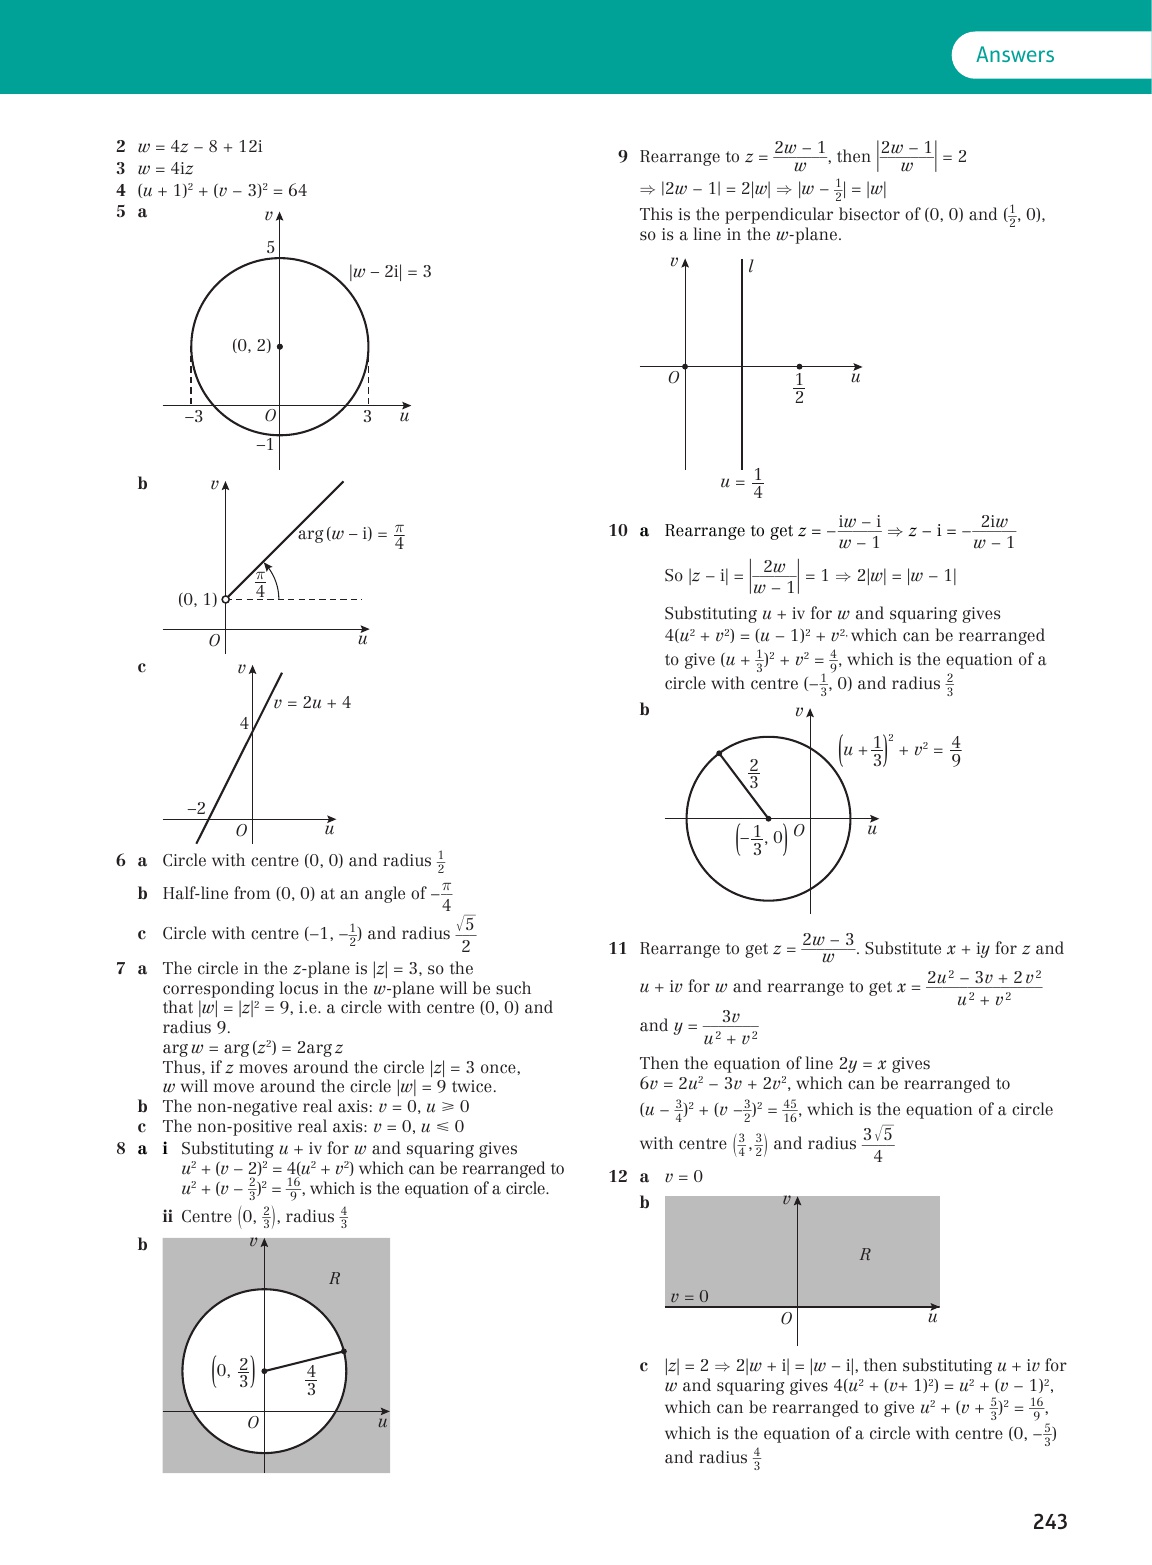 Answers
2 w = 4z − 8 + 12i
3 w = 4iz
4 (u + 1)² + (v − 3)² = 64
5 a
v
5
|w − 2i| = 3
(0, 2)
−3 O 3 u
−1
b
v
arg (w − i) = π/4
π/4
(0, 1)
O u
c
v
v = 2u + 4
4
−2
O u
6 a Circle with centre (0, 0) and radius 1/2
b Half-line from (0, 0) at an angle of −π/4
c Circle with centre (−1, −1/2) and radius √5/2
7 a The circle in the z-plane is |z| = 3, so the
corresponding locus in the w-plane will be such
that |w| = |z|² = 9, i.e. a circle with centre (0, 0) and
radius 9.
arg w = arg (z²) = 2arg z
Thus, if z moves around the circle |z| = 3 once,
w will move around the circle |w| = 9 twice.
b The non-negative real axis: v = 0, u ⩾ 0
c The non-positive real axis: v = 0, u ⩽ 0
8 a i Substituting u + iv for w and squaring gives
u² + (v − 2)² = 4(u² + v²) which can be rearranged to
u² + (v − 2/3)² = 16/9, which is the equation of a circle.
ii Centre (0, 2/3), radius 4/3
b
v
R
(0, 2/3)
4/3
O u
9 Rearrange to z = (2w − 1)/w, then |(2w − 1)/w| = 2
⇒ |2w − 1| = 2|w| ⇒ |w − 1/2| = |w|
This is the perpendicular bisector of (0, 0) and (1/2, 0),
so is a line in the w-plane.
v
l
O 1/2 u
u = 1/4
10 a Rearrange to get z = −(iw − i)/(w − 1) ⇒ z − i = −2iw/(w − 1)
So |z − i| = |2w/(w − 1)| = 1 ⇒ 2|w| = |w − 1|
Substituting u + iv for w and squaring gives
4(u² + v²) = (u − 1)² + v²· which can be rearranged
to give (u + 1/3)² + v² = 4/9, which is the equation of a
circle with centre (−1/3, 0) and radius 2/3
b
v
(u + 1/3)² + v² = 4/9
2/3
(−1/3, 0) O u
11 Rearrange to get z = (2w − 3)/w. Substitute x + iy for z and
u + iv for w and rearrange to get x = (2u² − 3v + 2v²)/(u² + v²)
and y = 3v/(u² + v²)
Then the equation of line 2y = x gives
6v = 2u² − 3v + 2v², which can be rearranged to
(u − 3/4)² + (v − 3/2)² = 45/16, which is the equation of a circle
with centre (3/4, 3/2) and radius 3√5/4
12 a v = 0
b
v
R
v = 0
O u
c |z| = 2 ⇒ 2|w + i| = |w − i|, then substituting u + iv for
w and squaring gives 4(u² + (v+ 1)²) = u² + (v − 1)²,
which can be rearranged to give u² + (v + 5/3)² = 16/9,
which is the equation of a circle with centre (0, −5/3)
and radius 4/3
243